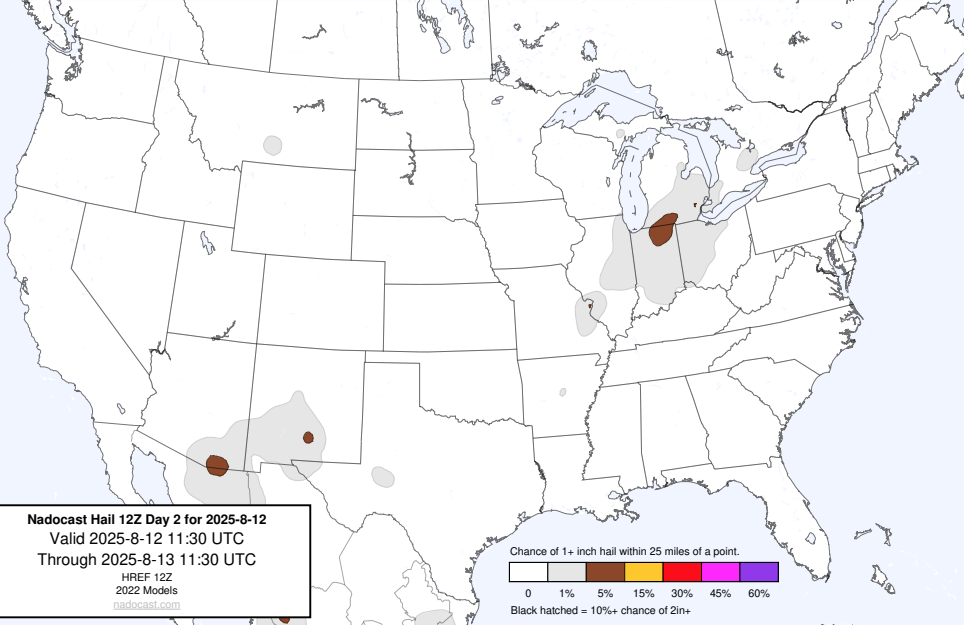 Nadocast Hail 12Z Day 2 for 2025-8-12
Valid 2025-8-12 11:30 UTC
Through 2025-8-13 11:30 UTC
HREF 12Z
2022 Models
nadocast.com
Chance of 1+ inch hail within 25 miles of a point.
0 1% 5% 15% 30% 45% 60%
Black hatched = 10%+ chance of 2in+